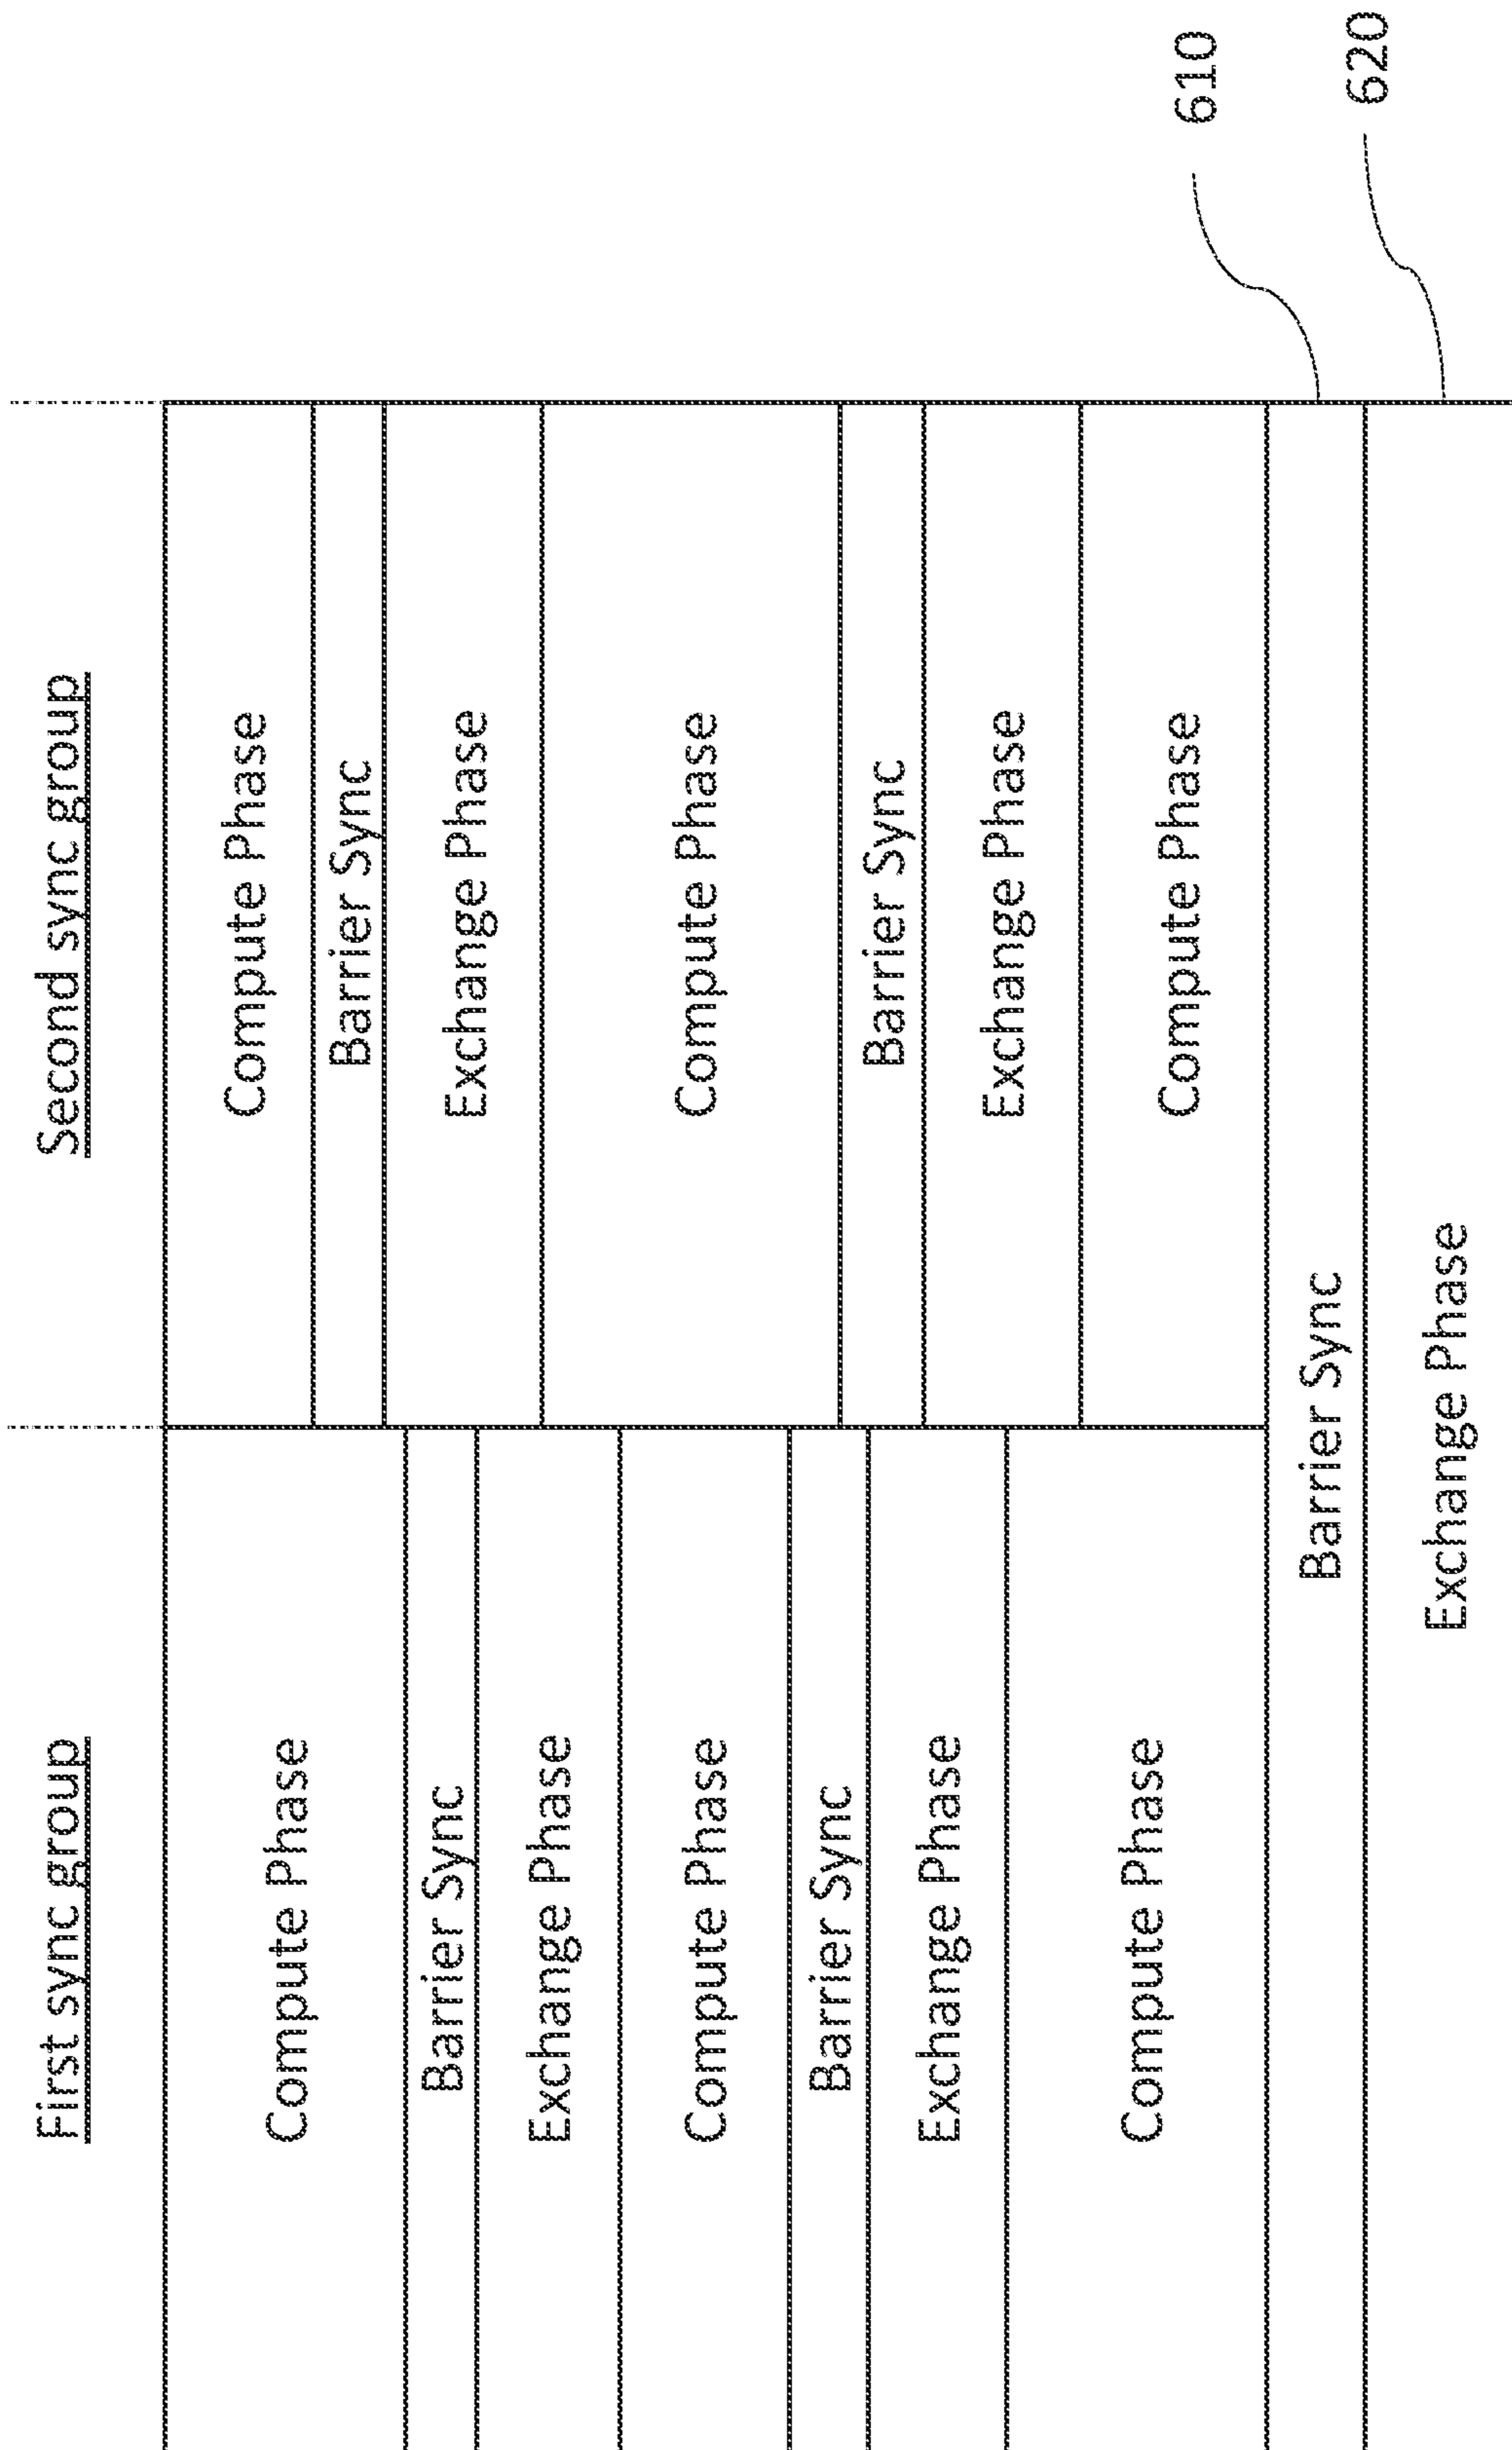 First sync group
Second sync group
Compute Phase
Barrier Sync
Exchange Phase
Compute Phase
Barrier Sync
Exchange Phase
Compute Phase
Compute Phase
Barrier Sync
Exchange Phase
Compute Phase
Barrier Sync
Exchange Phase
Compute Phase
Barrier Sync
610
Exchange Phase
620